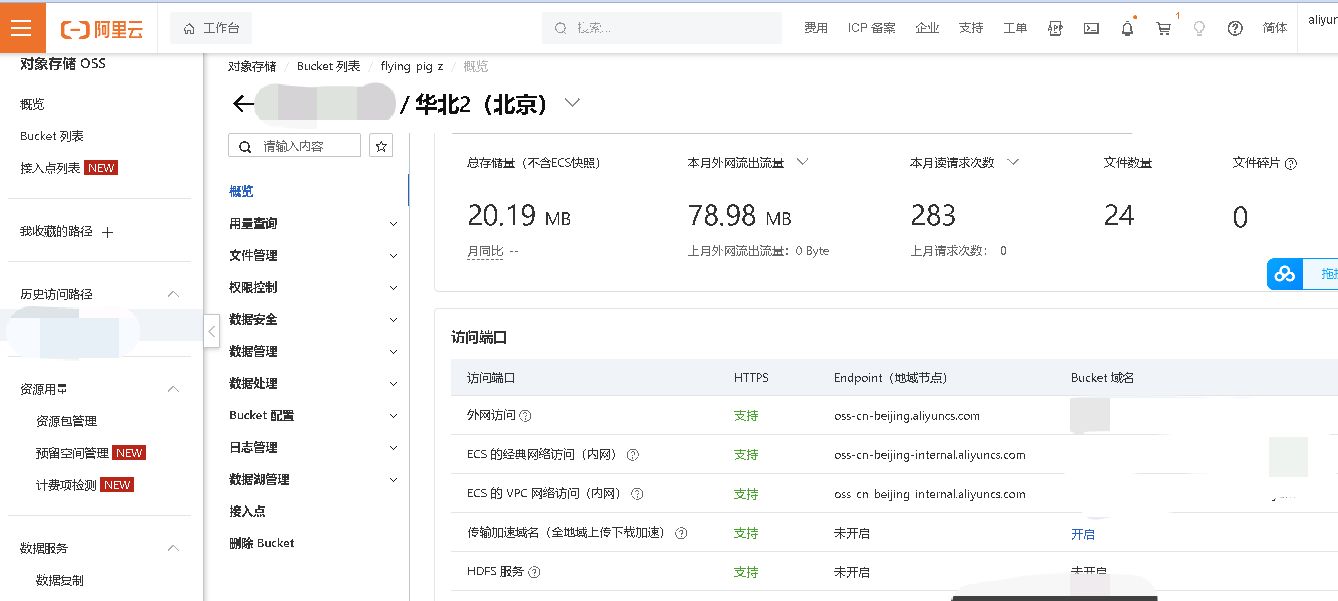 阿里云
工作台
搜索...
费用
ICP 备案
企业
支持
工单
简体
aliyun
1
对象存储 OSS
概览
Bucket 列表
接入点列表 NEW
我收藏的路径
历史访问路径
资源用量
资源包管理
预留空间管理 NEW
计费项检测 NEW
数据服务
数据复制
对象存储 / Bucket 列表 / flying-pig-z / 概览
/ 华北2（北京）
请输入内容
概览
用量查询
文件管理
权限控制
数据安全
数据管理
数据处理
Bucket 配置
日志管理
数据湖管理
接入点
删除 Bucket
总存储量（不含ECS快照）
20.19 MB
月同比 --
本月外网流出流量
78.98 MB
上月外网流出流量：0 Byte
本月读请求次数
283
上月请求次数： 0
文件数量
24
文件碎片
0
拖拽
访问端口
访问端口 HTTPS Endpoint（地域节点） Bucket 域名
外网访问 支持 oss-cn-beijing.aliyuncs.com
ECS 的经典网络访问（内网） 支持 oss-cn-beijing-internal.aliyuncs.com
ECS 的 VPC 网络访问（内网） 支持 oss-cn-beijing-internal.aliyuncs.com
传输加速域名（全地域上传下载加速） 支持 未开启 开启
HDFS 服务 支持 未开启 未开启